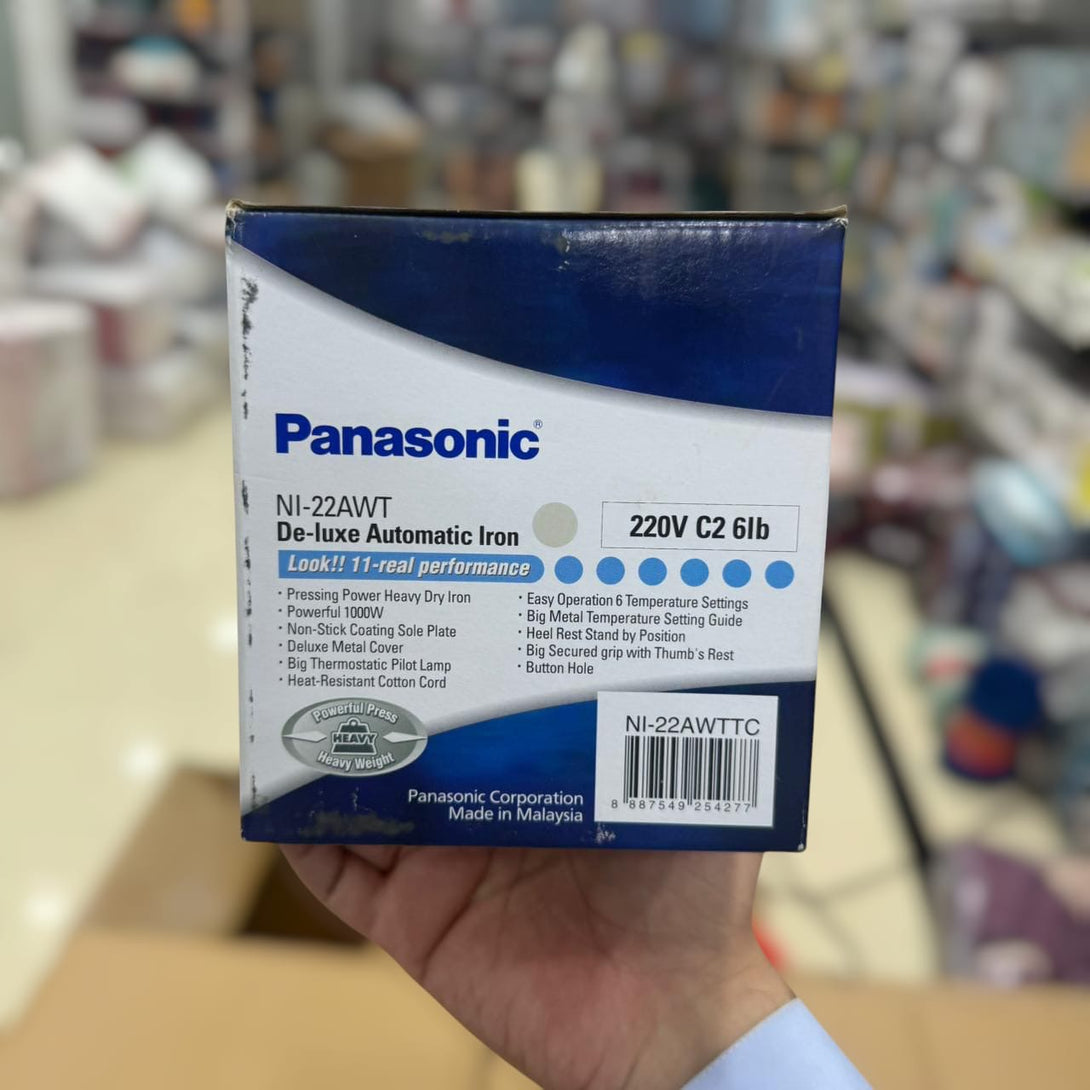 Panasonic®
NI-22AWT
De-luxe Automatic Iron
220V C2 6lb
Look!! 11-real performance
· Pressing Power Heavy Dry Iron
· Powerful 1000W
· Non-Stick Coating Sole Plate
· Deluxe Metal Cover
· Big Thermostatic Pilot Lamp
· Heat-Resistant Cotton Cord
· Easy Operation 6 Temperature Settings
· Big Metal Temperature Setting Guide
· Heel Rest Stand by Position
· Big Secured grip with Thumb's Rest
· Button Hole
Powerful Press
HEAVY
Heavy Weight
NI-22AWTTC
8 887549 254277
Panasonic Corporation
Made in Malaysia